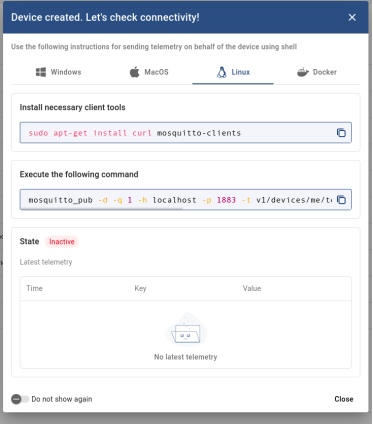 Device created. Let's check connectivity!
Use the following instructions for sending telemetry on behalf of the device using shell
Windows
MacOS
Linux
Docker
Install necessary client tools
sudo apt-get install curl mosquitto-clients
Execute the following command
mosquitto_pub -d -q 1 -h localhost -p 1883 -t v1/devices/me/t
State Inactive
Latest telemetry
Time Key Value
No latest telemetry
Do not show again
Close